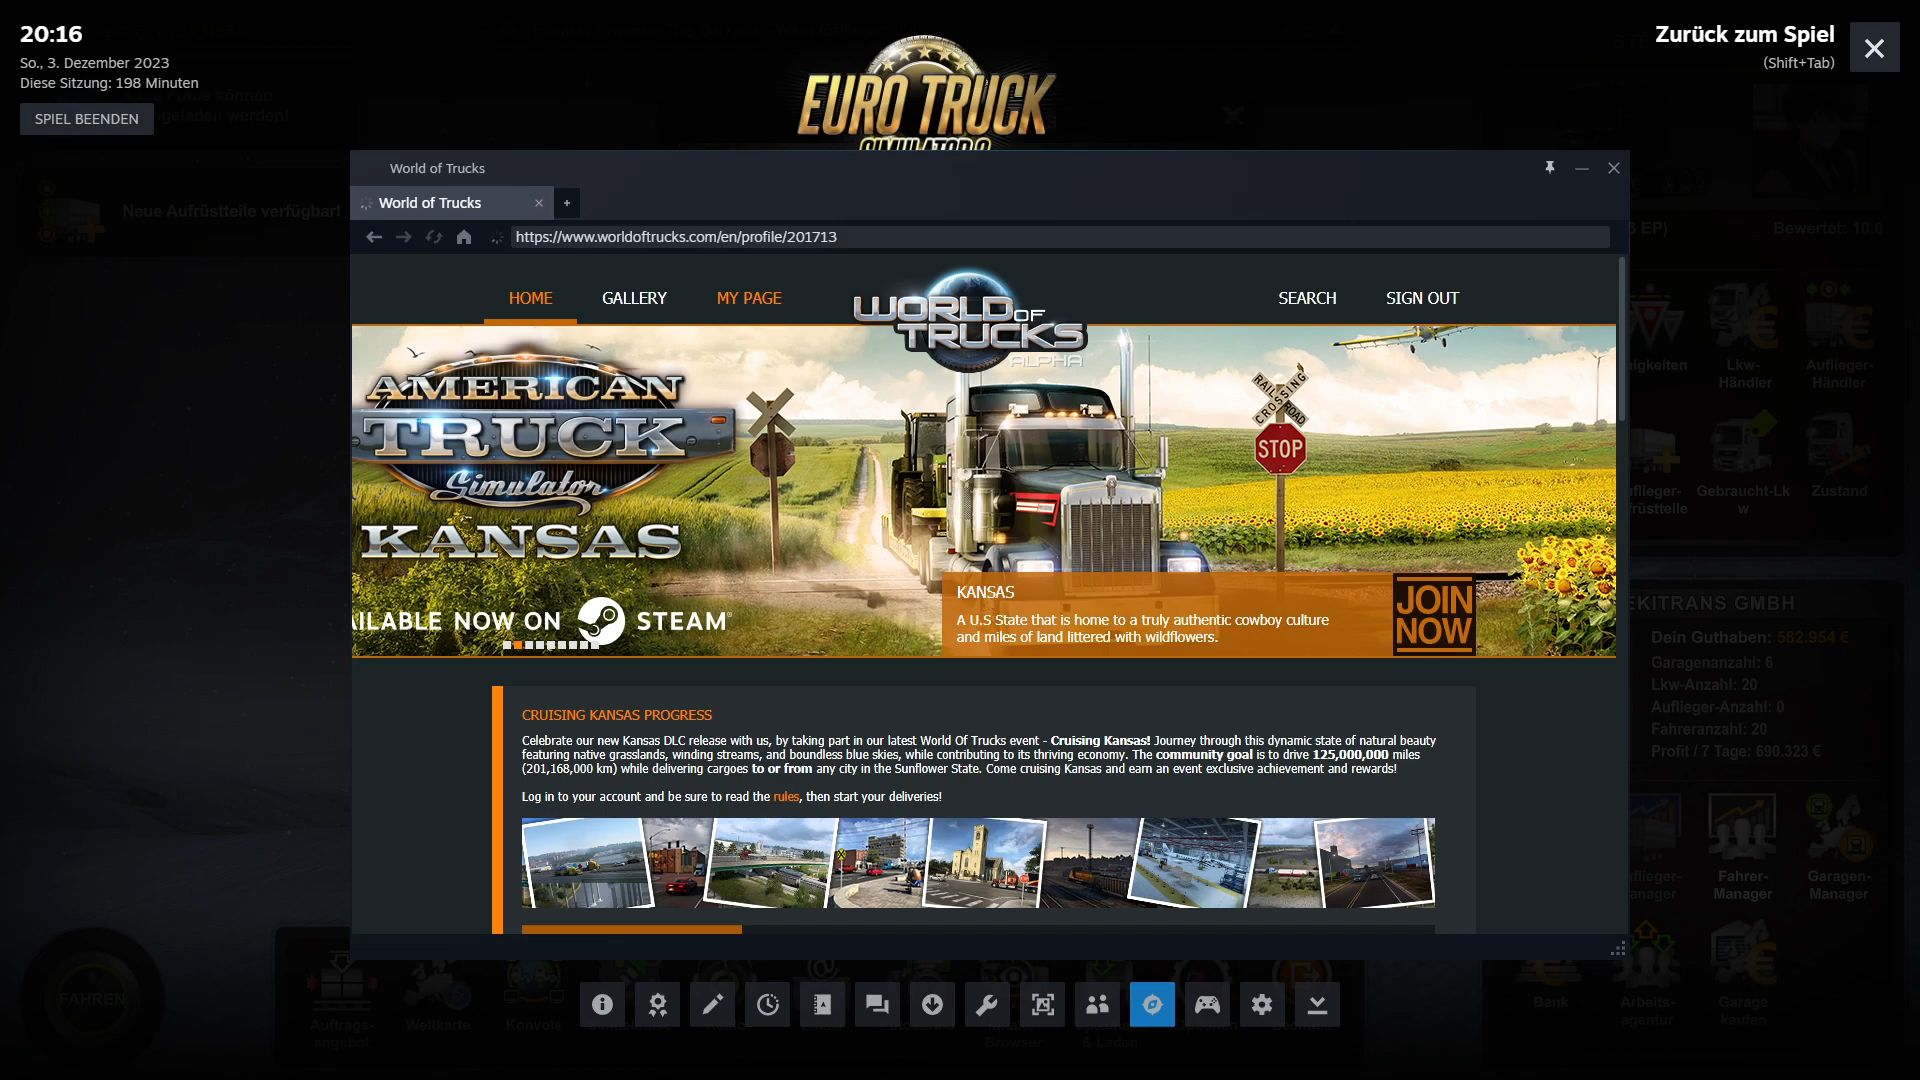 20:16
So., 3. Dezember 2023
Diese Sitzung: 198 Minuten
SPIEL BEENDEN
Zurück zum Spiel
(Shift+Tab)
EURO TRUCK
SIMULATOR 2
Neue Aufrüstteile verfügbar!
World of Trucks
World of Trucks
https://www.worldoftrucks.com/en/profile/201713
HOME
GALLERY
MY PAGE
WORLD OF
TRUCKS
ALPHA
SEARCH
SIGN OUT
AMERICAN
TRUCK
Simulator
KANSAS
AILABLE NOW ON STEAM
RAILROAD
CROSSING
STOP
KANSAS
A U.S State that is home to a truly authentic cowboy culture
and miles of land littered with wildflowers.
JOIN
NOW
CRUISING KANSAS PROGRESS
Celebrate our new Kansas DLC release with us, by taking part in our latest World Of Trucks event - Cruising Kansas! Journey through this dynamic state of natural beauty
featuring native grasslands, winding streams, and boundless blue skies, while contributing to its thriving economy. The community goal is to drive 125,000,000 miles
(201,168,000 km) while delivering cargoes to or from any city in the Sunflower State. Come cruising Kansas and earn an event exclusive achievement and rewards!
Log in to your account and be sure to read the rules, then start your deliveries!
EP)
Bewertet: 10.0
igkeiten
Lkw-
Händler
Auflieger-
Händler
Gebraucht-Lk
w
Zustand
EKITRANS GMBH
Dein Guthaben: 582.954 €
Garagenanzahl: 6
Lkw-Anzahl: 20
Auflieger-Anzahl: 0
Fahreranzahl: 20
Profit / 7 Tage: 690.323 €
Fahrer-
Manager
Garagen-
Manager
Bank
Arbeits-
agentur
Garage
kaufen
FAHREN
Auftrags-
angebot
Weltkarte
Konvois
Browser
& Laden